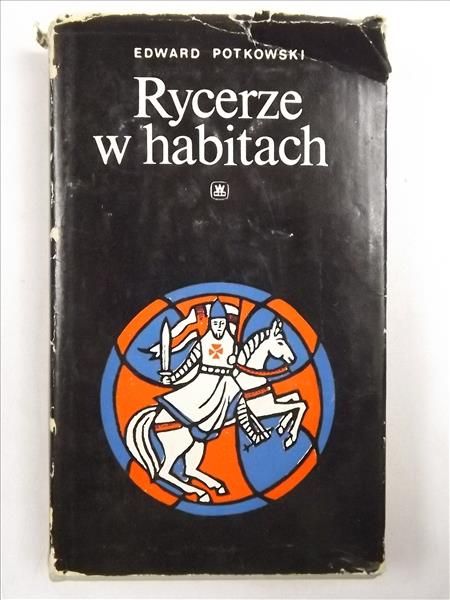 EDWARD POTKOWSKI
Rycerze
w habitach